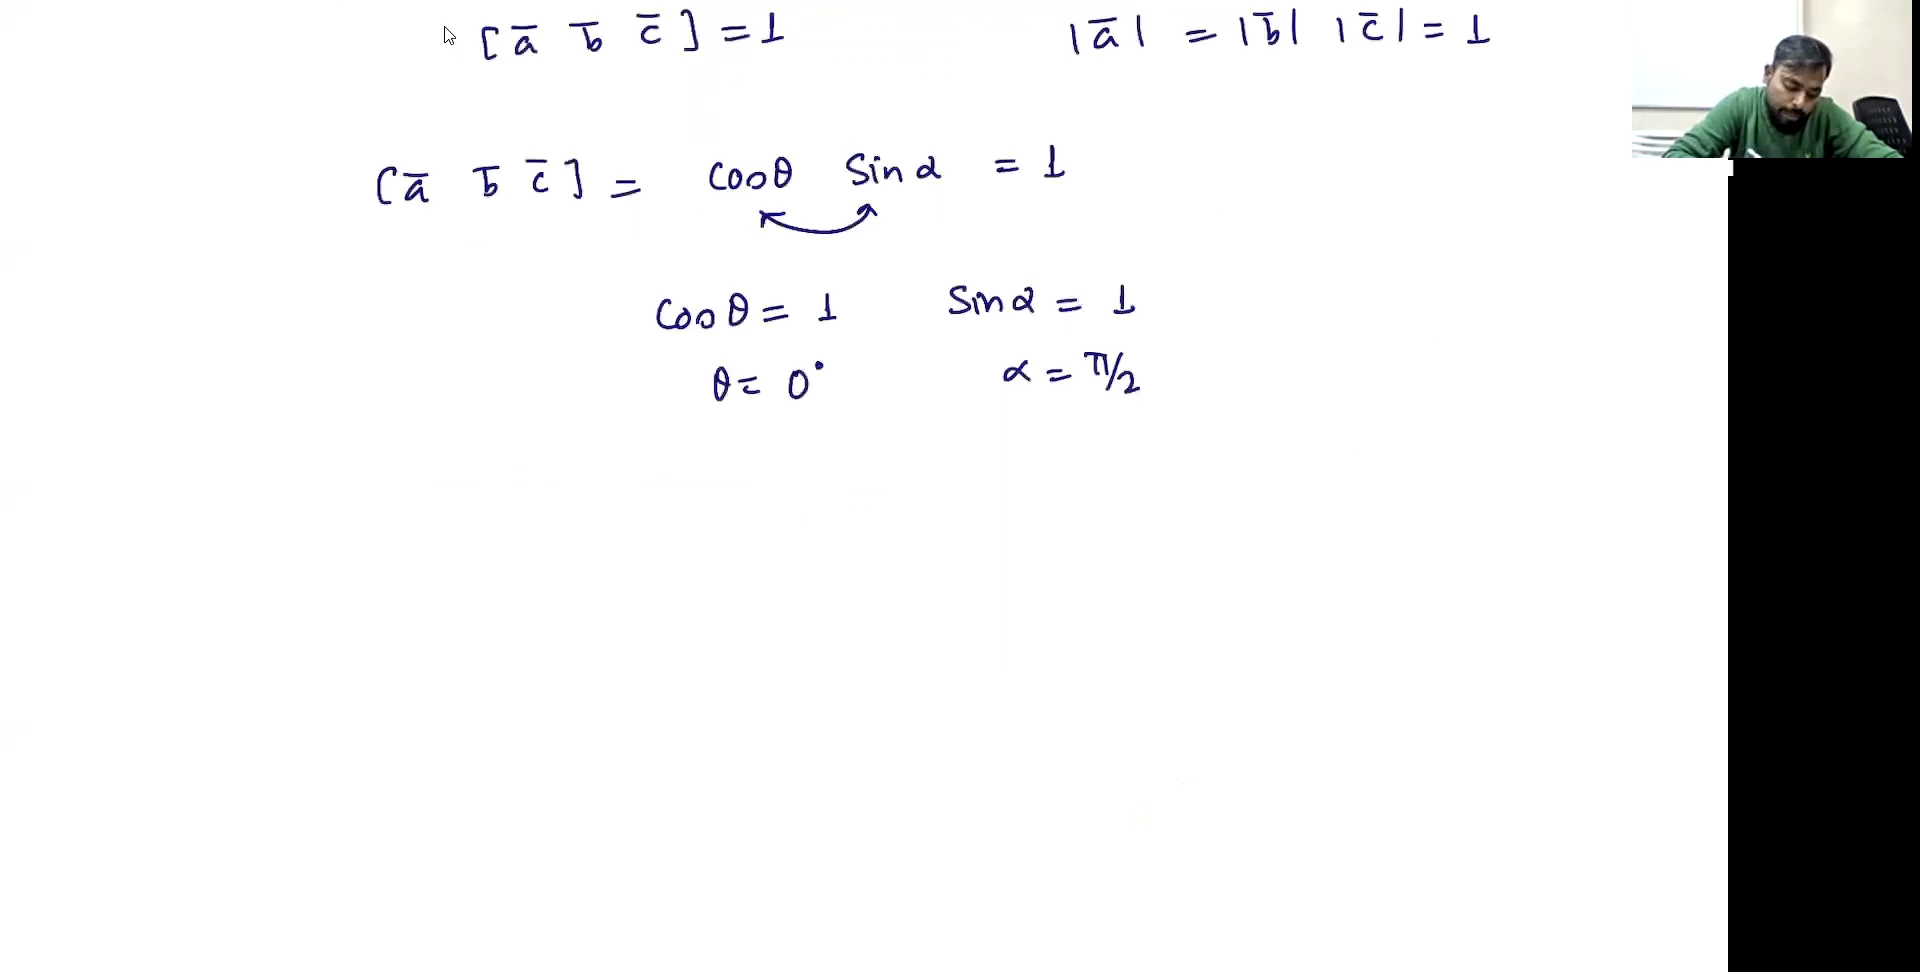 [a̅ b̅ c̅] = 1 |a̅| = |b̅| |c̅| = 1
[a̅ b̅ c̅] = cosθ sinα = 1
cosθ = 1 sinα = 1
θ = 0° α = π/2